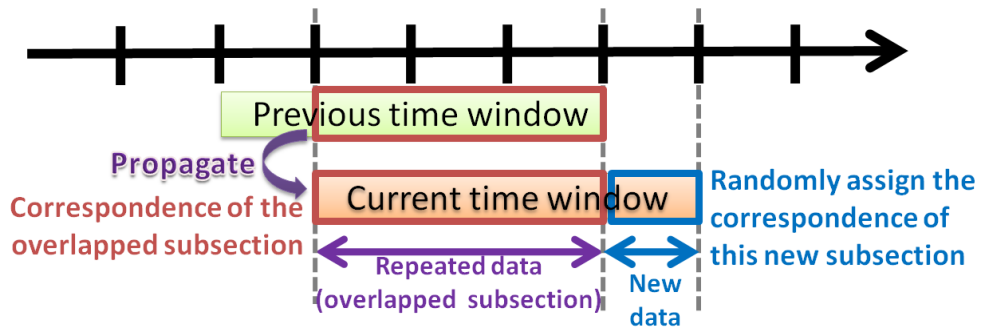 Previous time window
Propagate
Current time window
Correspondence of the
overlapped subsection
Randomly assign the
correspondence of
this new subsection
Repeated data
(overlapped subsection)
New
data